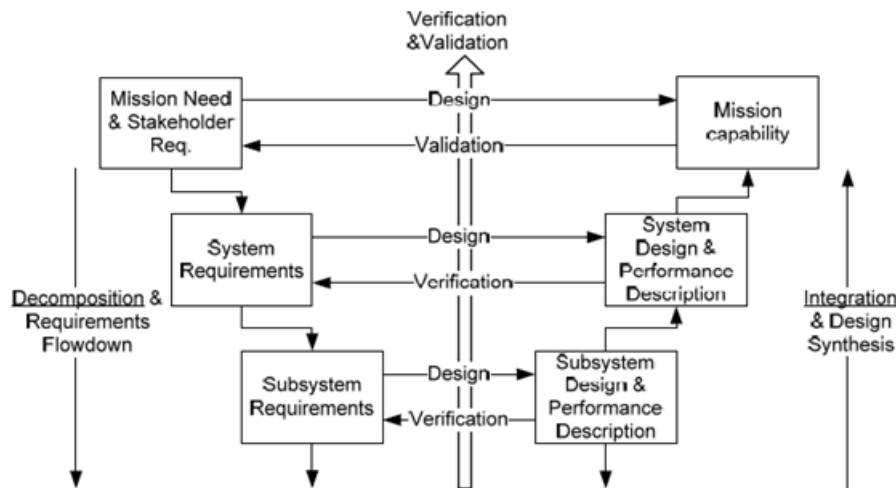 Verification
&Validation
Mission Need
& Stakeholder
Req.
Design
Validation
Mission
capability
System
Requirements
Design
Verification
System
Design &
Performance
Description
Decomposition &
Requirements
Flowdown
Integration
& Design
Synthesis
Subsystem
Requirements
Design
Verification
Subsystem
Design &
Performance
Description